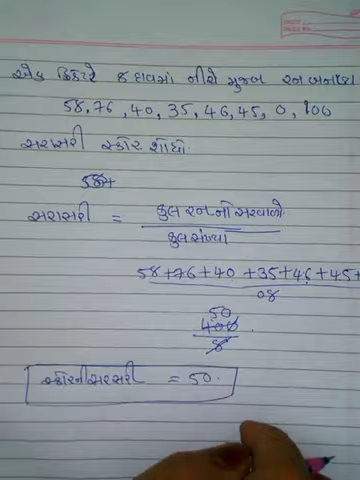 એક ક્રિકેટરે 8 દાવમાં નીચે મુજબ રન બનાવ્યા
58, 76, 40, 35, 46, 45, 0, 100
સરાસરી સ્કોર શોધો.
સરાસરી = કુલ રનનો સરવાળો
કુલ સંખ્યા
58+76+40+35+46+45+
08
50
400
8
સ્કોરની સરાસરી = 50.